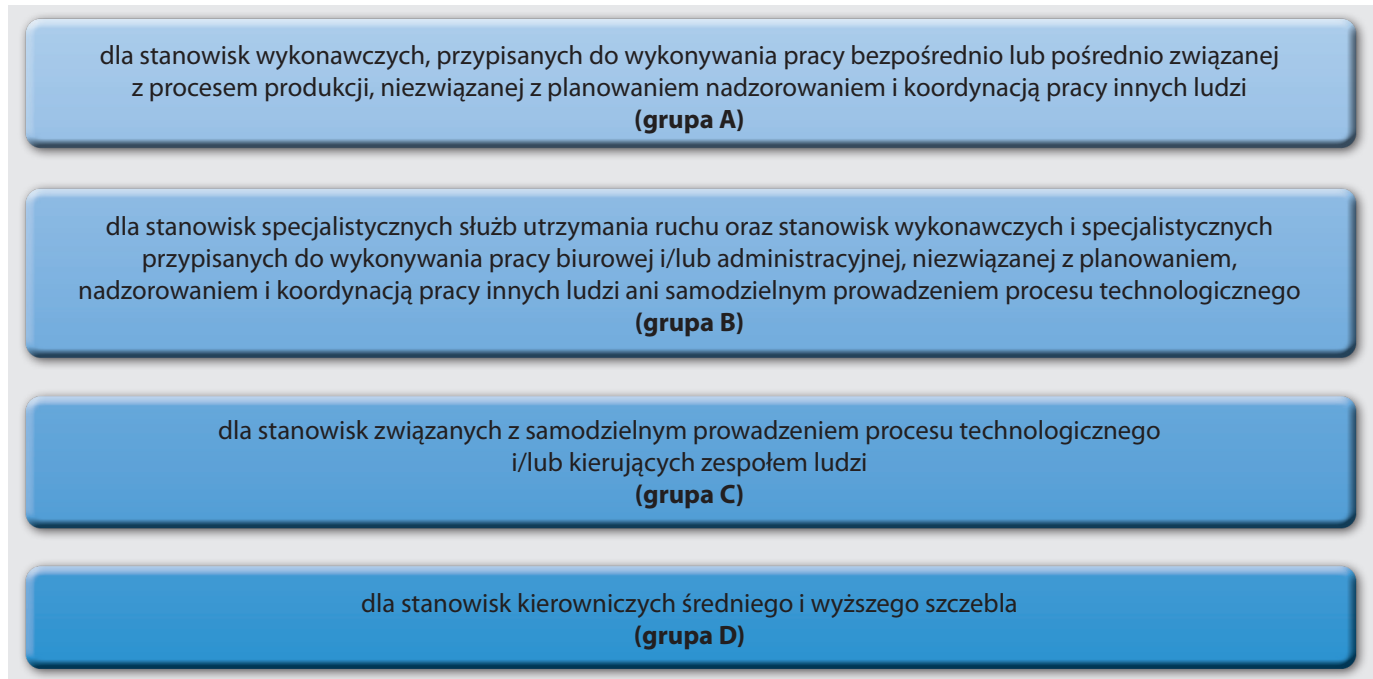 dla stanowisk wykonawczych, przypisanych do wykonywania pracy bezpośrednio lub pośrednio związanej
z procesem produkcji, niezwiązanej z planowaniem nadzorowaniem i koordynacją pracy innych ludzi
(grupa A)
dla stanowisk specjalistycznych służb utrzymania ruchu oraz stanowisk wykonawczych i specjalistycznych
przypisanych do wykonywania pracy biurowej i/lub administracyjnej, niezwiązanej z planowaniem,
nadzorowaniem i koordynacją pracy innych ludzi ani samodzielnym prowadzeniem procesu technologicznego
(grupa B)
dla stanowisk związanych z samodzielnym prowadzeniem procesu technologicznego
i/lub kierujących zespołem ludzi
(grupa C)
dla stanowisk kierowniczych średniego i wyższego szczebla
(grupa D)